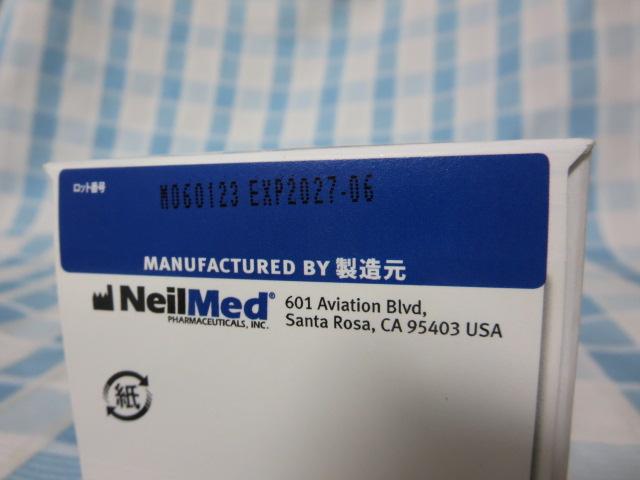 ロット番号 M060123 EXP2027-06
MANUFACTURED BY 製造元
NeilMed®
PHARMACEUTICALS, INC.
601 Aviation Blvd,
Santa Rosa, CA 95403 USA
紙